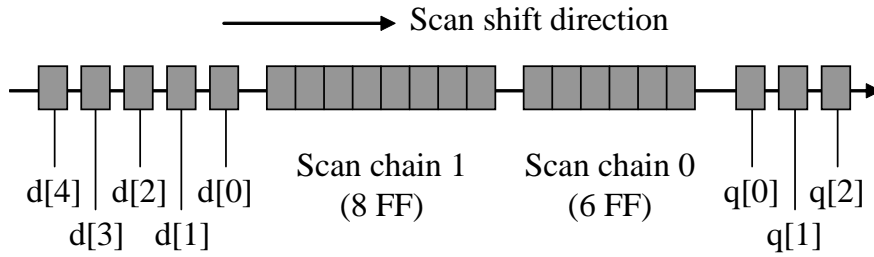 Scan shift direction
Scan chain 1
(8 FF)
Scan chain 0
(6 FF)
d[4] d[2] d[0] q[0] q[2]
d[3] d[1] q[1]